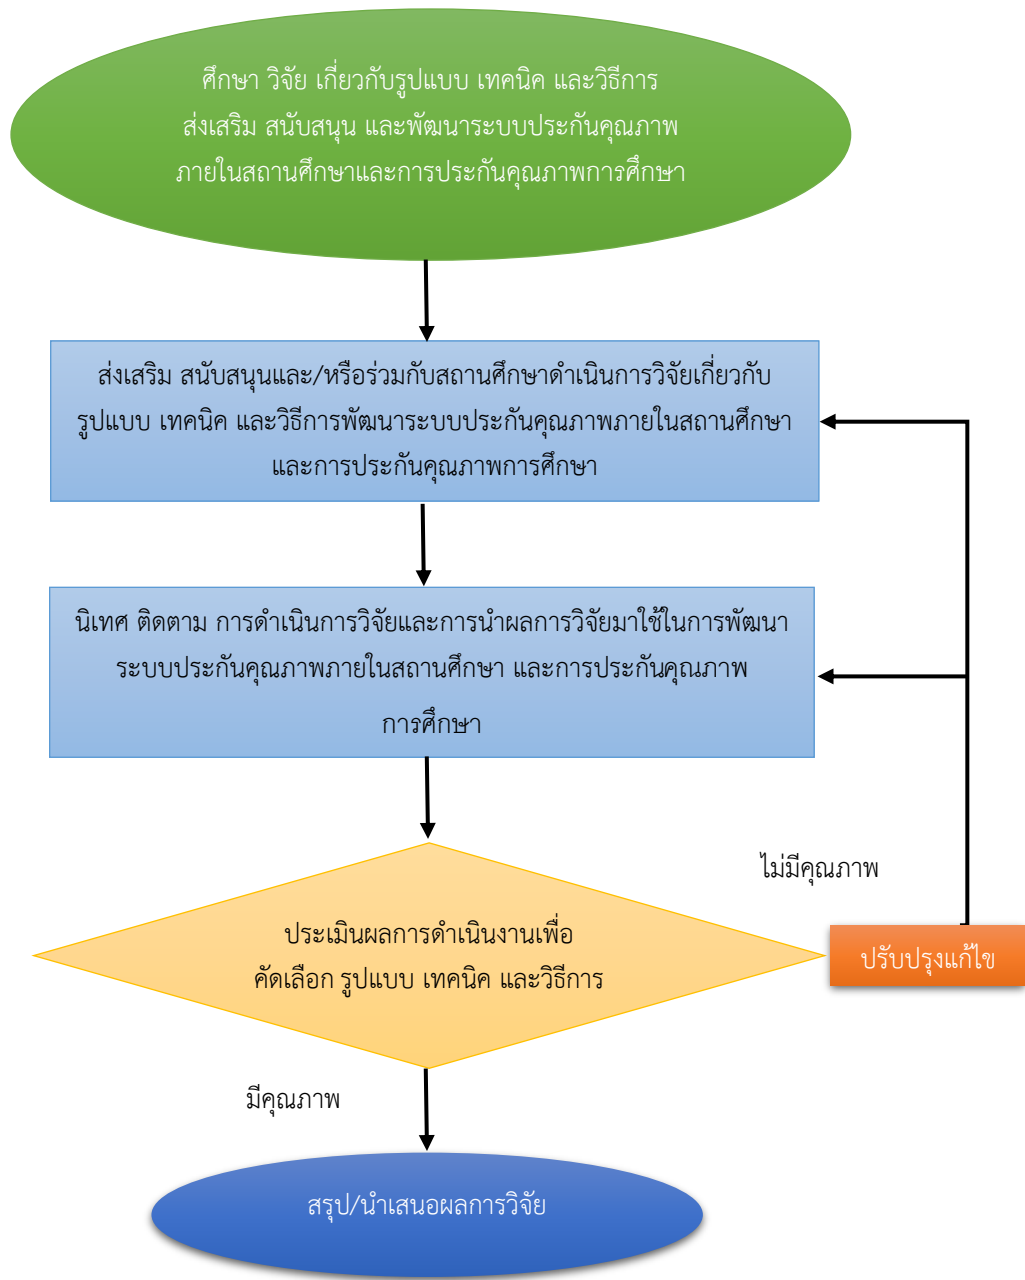 ศึกษา วิจัย เกี่ยวกับรูปแบบ เทคนิค และวิธีการ
ส่งเสริม สนับสนุน และพัฒนาระบบประกันคุณภาพ
ภายในสถานศึกษาและการประกันคุณภาพการศึกษา
ส่งเสริม สนับสนุนและ/หรือร่วมกับสถานศึกษาดำเนินการวิจัยเกี่ยวกับ
รูปแบบ เทคนิค และวิธีการพัฒนาระบบประกันคุณภาพภายในสถานศึกษา
และการประกันคุณภาพการศึกษา
นิเทศ ติดตาม การดำเนินการวิจัยและการนำผลการวิจัยมาใช้ในการพัฒนา
ระบบประกันคุณภาพภายในสถานศึกษา และการประกันคุณภาพ
การศึกษา
ไม่มีคุณภาพ
ประเมินผลการดำเนินงานเพื่อ
คัดเลือก รูปแบบ เทคนิค และวิธีการ
ปรับปรุงแก้ไข
มีคุณภาพ
สรุป/นำเสนอผลการวิจัย